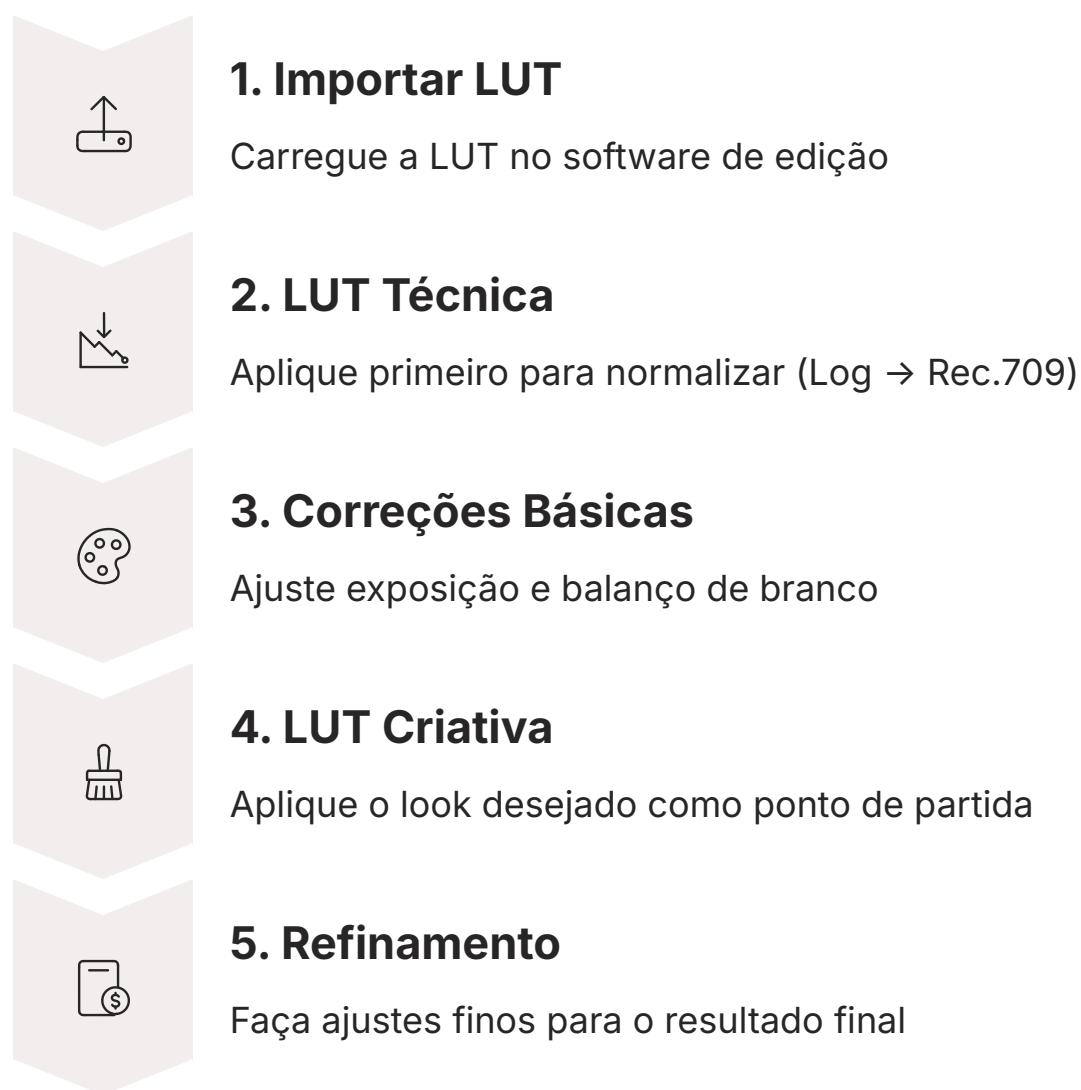 1. Importar LUT
Carregue a LUT no software de edição
2. LUT Técnica
Aplique primeiro para normalizar (Log → Rec.709)
3. Correções Básicas
Ajuste exposição e balanço de branco
4. LUT Criativa
Aplique o look desejado como ponto de partida
5. Refinamento
$
Faça ajustes finos para o resultado final